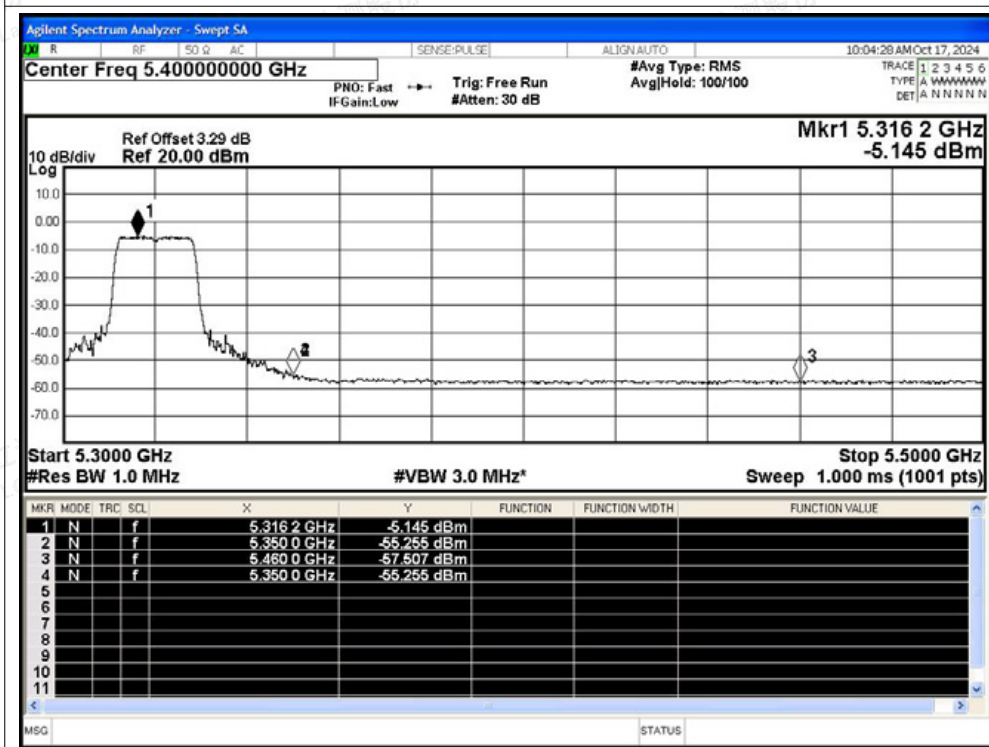 Agilent Spectrum Analyzer - Swept SA
R RF 50 Ω AC SENSE:PULSE ALIGN AUTO 10:04:28 AM Oct 17, 2024
Center Freq 5.400000000 GHz
PNO: Fast
IFGain:Low
Trig: Free Run
#Atten: 30 dB
#Avg Type: RMS
Avg|Hold: 100/100
TRACE 1 2 3 4 5 6
TYPE A WWWWW
DET A N N N N N
Mkr1 5.316 2 GHz
-5.145 dBm
Ref Offset 3.29 dB
10 dB/div Ref 20.00 dBm
Log
10.0
0.00
-10.0
-20.0
-30.0
-40.0
-50.0
-60.0
-70.0
1
2
3
Start 5.3000 GHz Stop 5.5000 GHz
#Res BW 1.0 MHz #VBW 3.0 MHz* Sweep 1.000 ms (1001 pts)
MKR MODE TRC SCL X Y FUNCTION FUNCTION WIDTH FUNCTION VALUE
1 N f 5.316 2 GHz -5.145 dBm
2 N f 5.350 0 GHz -55.255 dBm
3 N f 5.460 0 GHz -57.507 dBm
4 N f 5.350 0 GHz -55.255 dBm
5
6
7
8
9
10
11
MSG STATUS